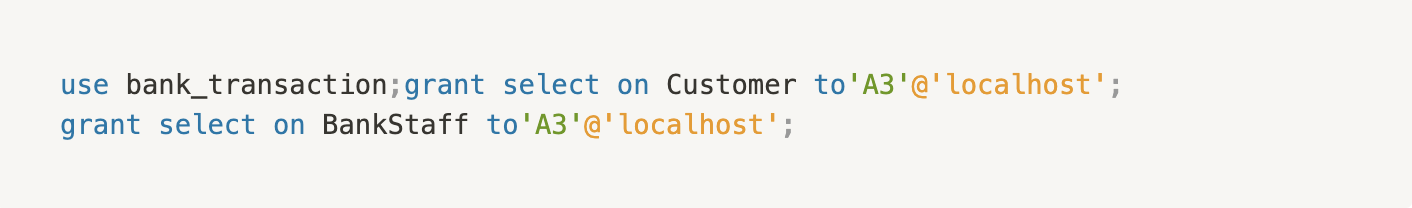 use bank_transaction;grant select on Customer to'A3'@'localhost';
grant select on BankStaff to'A3'@'localhost';